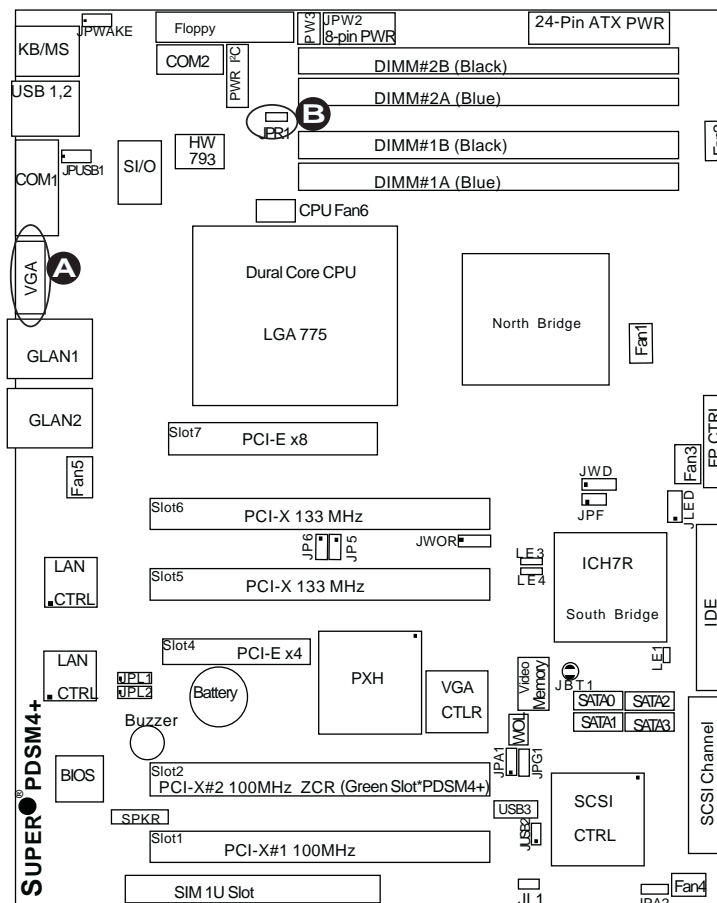 JPWAKE
Floppy
PW3
JPW2
8-pin PWR
24-Pin ATX PWR
KB/MS
COM2
PWR I²C
DIMM#2B (Black)
USB 1,2
DIMM#2A (Blue)
B
JPR1
HW
793
DIMM#1B (Black)
COM1
JPUSB1
SI/O
DIMM#1A (Blue)
CPU Fan6
A
VGA
Dural Core CPU
LGA 775
North Bridge
Fan1
GLAN1
GLAN2
Slot7
PCI-E x8
FP CTRL
Fan3
Fan5
JWD
JPF
JLED
Slot6
PCI-X 133 MHz
JP6
JP5
JWOR
LE3
LE4
ICH7R
South Bridge
IDE
LAN
CTRL
Slot5
PCI-X 133 MHz
Slot4
PCI-E x4
PXH
VGA
CTLR
Video
Memory
JBT1
LE1
LAN
CTRL
JPL1
JPL2
Battery
SATA0
SATA2
SATA1
SATA3
WOL
Buzzer
JPA1
JPG1
SCSI Channel
BIOS
Slot2
PCI-X#2 100MHz ZCR (Green Slot*PDSM4+)
SUPER® PDSM4+
SPKR
USB3
JUSB2
SCSI
CTRL
Slot1
PCI-X#1 100MHz
SIM 1U Slot
JL1
JPA2
Fan4